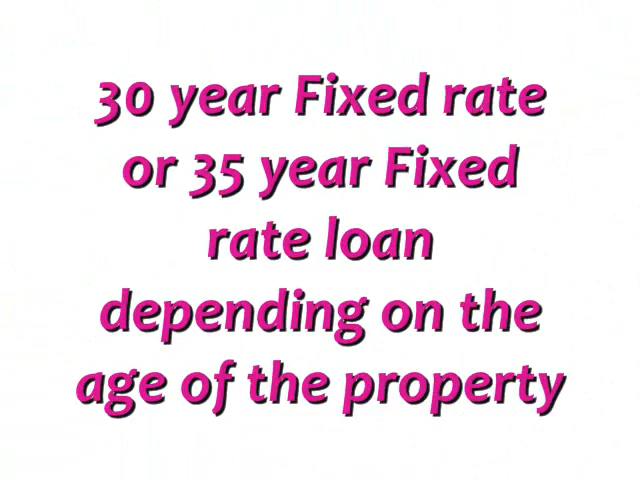 30 year Fixed rate
or 35 year Fixed
rate loan
depending on the
age of the property